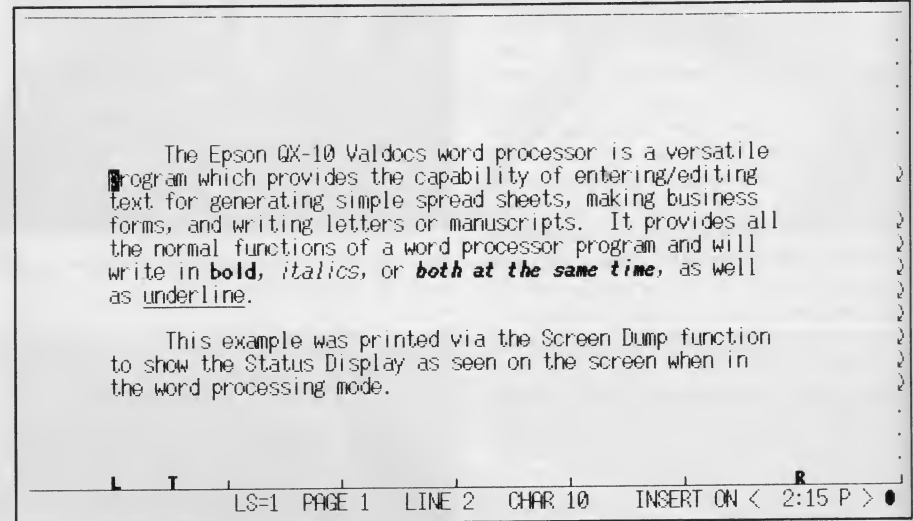 The Epson QX-10 Valdocs word processor is a versatile
program which provides the capability of entering/editing
text for generating simple spread sheets, making business
forms, and writing letters or manuscripts.  It provides all
the normal functions of a word processor program and will
write in bold, italics, or both at the same time, as well
as underline.
This example was printed via the Screen Dump function
to show the Status Display as seen on the screen when in
the word processing mode.
L T R
LS=1 PAGE 1 LINE 2 CHAR 10 INSERT ON < 2:15 P >